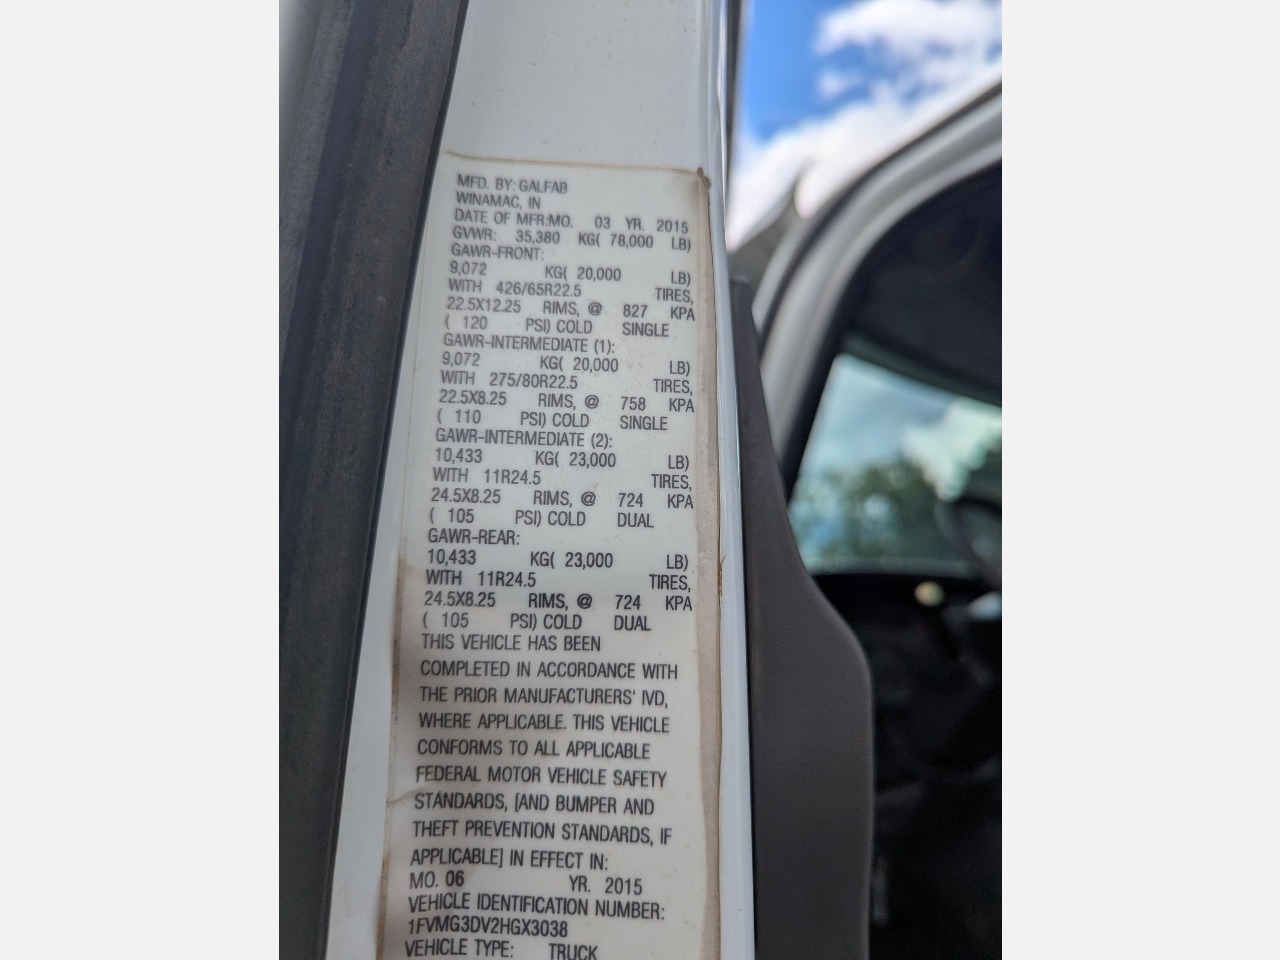 MFD. BY: GALFAB
WINAMAC, IN
DATE OF MFR:MO. 03 YR. 2015
GVWR: 35,380 KG( 78,000 LB)
GAWR-FRONT:
9,072 KG( 20,000 LB)
WITH 426/65R22.5 TIRES,
22.5X12.25 RIMS, @ 827 KPA
( 120 PSI) COLD SINGLE
GAWR-INTERMEDIATE (1):
9,072 KG( 20,000 LB)
WITH 275/80R22.5 TIRES,
22.5X8.25 RIMS, @ 758 KPA
( 110 PSI) COLD SINGLE
GAWR-INTERMEDIATE (2):
10,433 KG( 23,000 LB)
WITH 11R24.5 TIRES,
24.5X8.25 RIMS, @ 724 KPA
( 105 PSI) COLD DUAL
GAWR-REAR:
10,433 KG( 23,000 LB)
WITH 11R24.5 TIRES,
24.5X8.25 RIMS, @ 724 KPA
( 105 PSI) COLD DUAL
THIS VEHICLE HAS BEEN
COMPLETED IN ACCORDANCE WITH
THE PRIOR MANUFACTURERS' IVD,
WHERE APPLICABLE. THIS VEHICLE
CONFORMS TO ALL APPLICABLE
FEDERAL MOTOR VEHICLE SAFETY
STANDARDS, [AND BUMPER AND
THEFT PREVENTION STANDARDS, IF
APPLICABLE] IN EFFECT IN:
MO. 06 YR. 2015
VEHICLE IDENTIFICATION NUMBER:
1FVMG3DV2HGX3038
VEHICLE TYPE: TRUCK